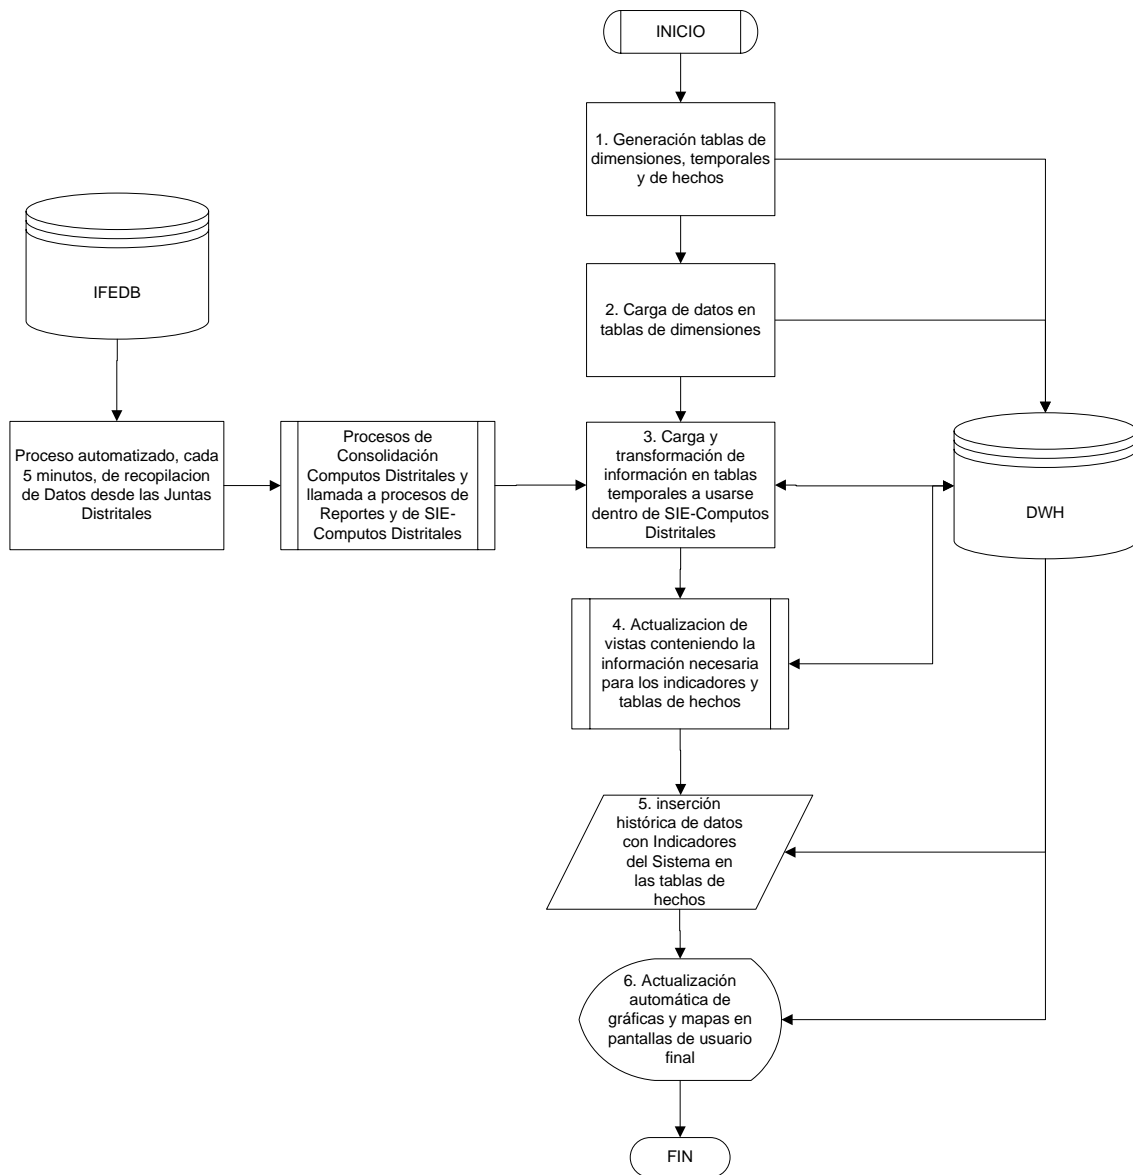 INICIO
1. Generación tablas de
dimensiones, temporales
y de hechos
IFEDB
2. Carga de datos en
tablas de dimensiones
Proceso automatizado, cada
5 minutos, de recopilacion
de Datos desde las Juntas
Distritales
Procesos de
Consolidación
Computos Distritales y
llamada a procesos de
Reportes y de SIE-
Computos Distritales
3. Carga y
transformación de
información en tablas
temporales a usarse
dentro de SIE-Computos
Distritales
DWH
4. Actualizacion de
vistas conteniendo la
información necesaria
para los indicadores y
tablas de hechos
5. inserción
histórica de datos
con Indicadores
del Sistema en
las tablas de
hechos
6. Actualización
automática de
gráficas y mapas en
pantallas de usuario
final
FIN